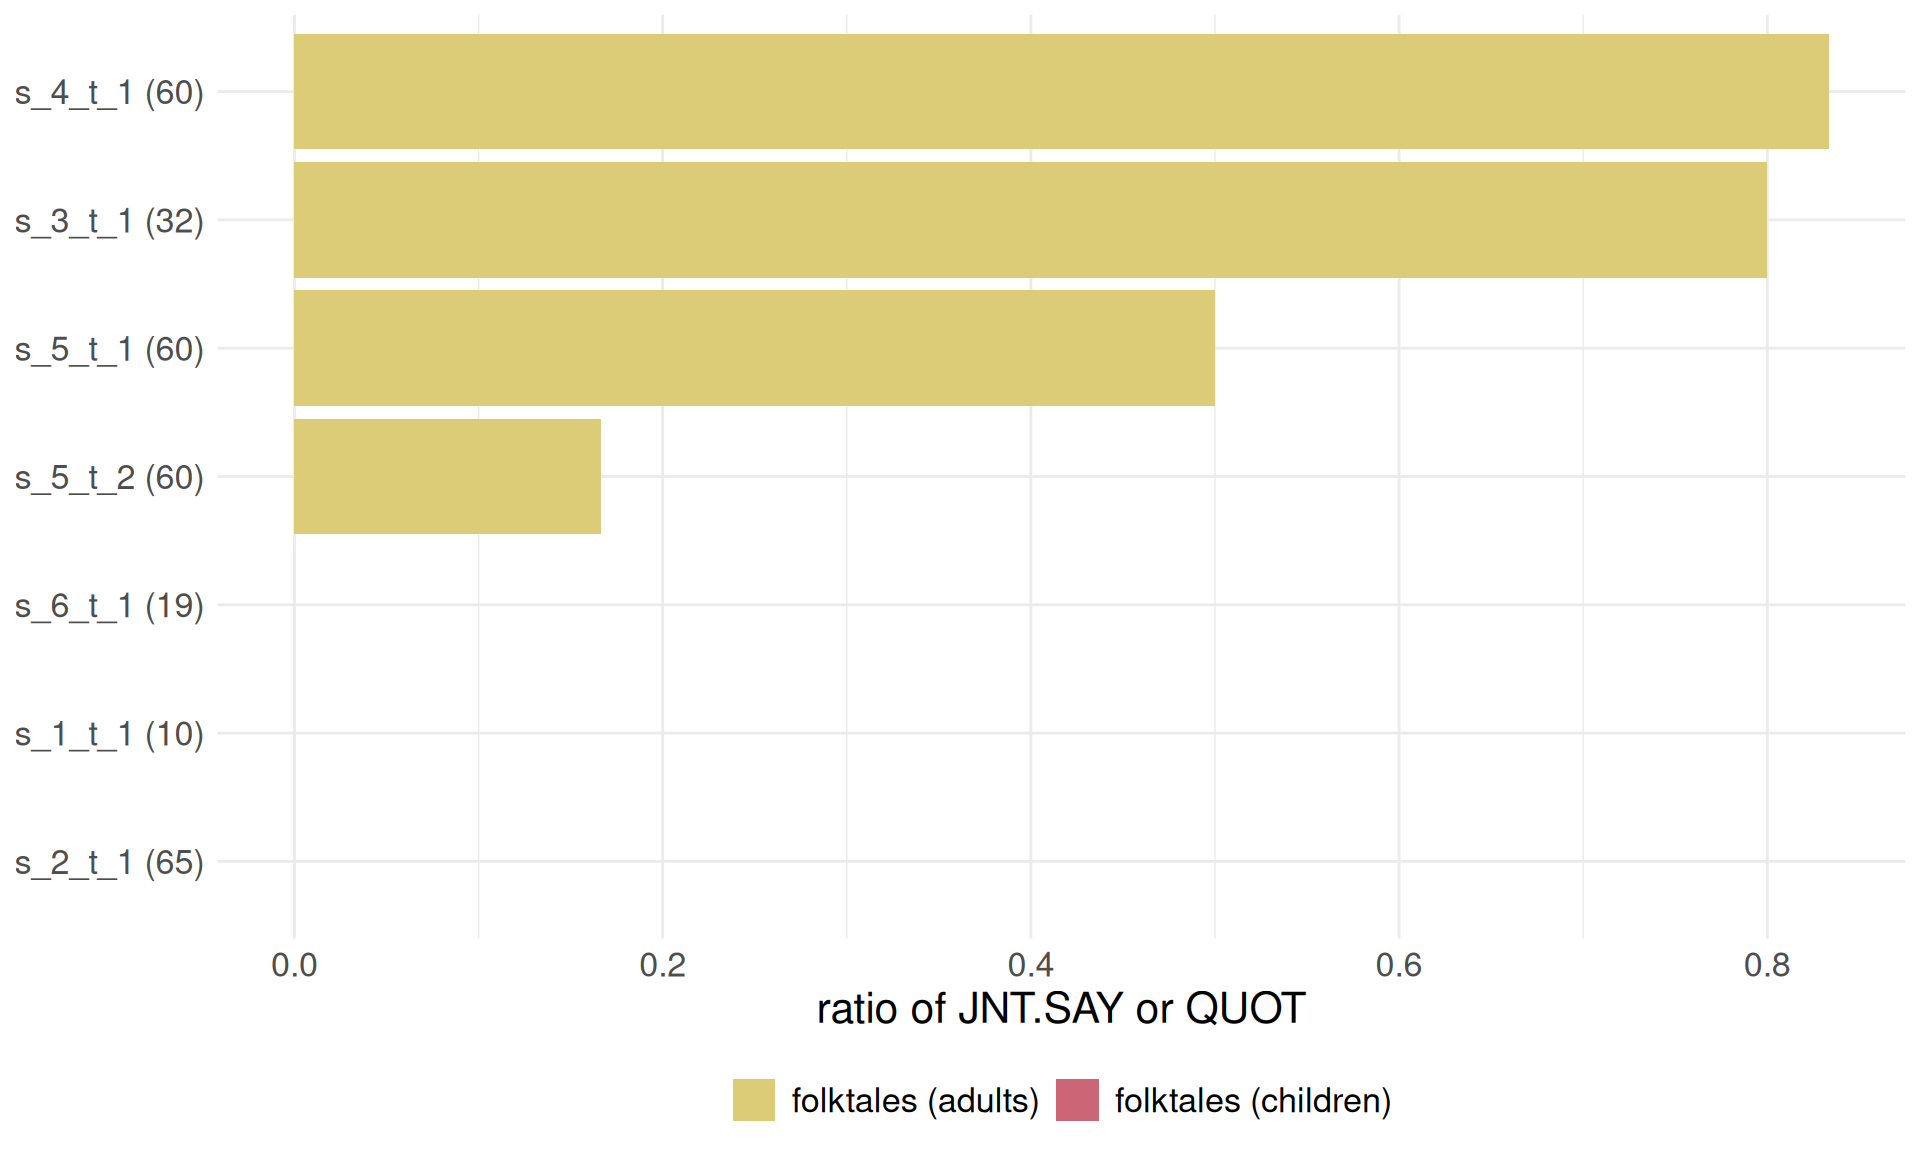 s_4_t_1 (60)
s_3_t_1 (32)
s_5_t_1 (60)
s_5_t_2 (60)
s_6_t_1 (19)
s_1_t_1 (10)
s_2_t_1 (65)
0.0 0.2 0.4 0.6 0.8
ratio of JNT.SAY or QUOT
folktales (adults) folktales (children)